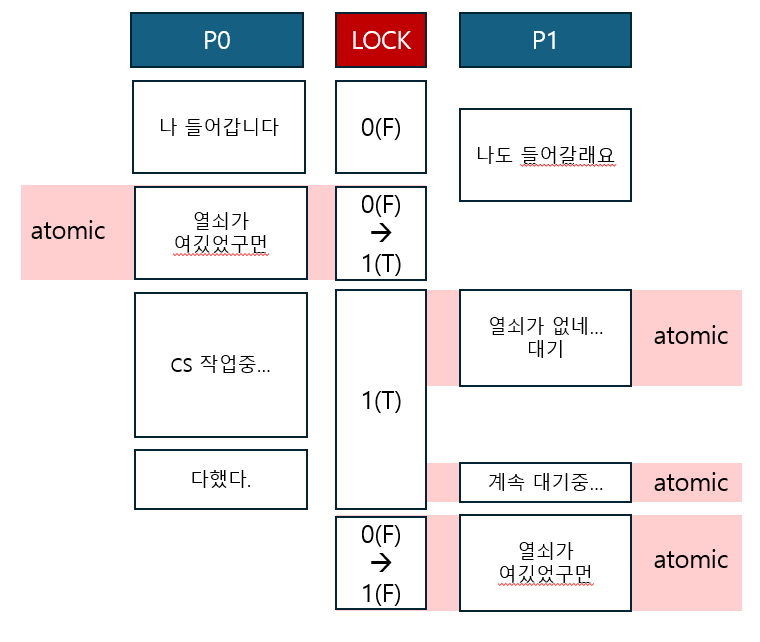 P0
LOCK
P1
나 들어갑니다
0(F)
나도 들어갈래요
atomic
열쇠가
여깄었구먼
0(F)
→
1(T)
CS 작업중...
1(T)
열쇠가 없네...
대기
atomic
다했다.
계속 대기중...
atomic
0(F)
→
1(F)
열쇠가
여깄었구먼
atomic